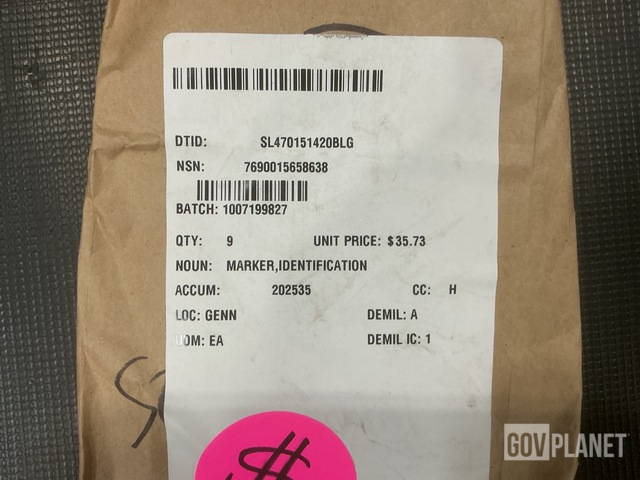 DTID: SL470151420BLG
NSN: 7690015658638
BATCH: 1007199827
QTY: 9 UNIT PRICE: $35.73
NOUN: MARKER,IDENTIFICATION
ACCUM: 202535 CC: H
LOC: GENN DEMIL: A
UOM: EA DEMIL IC: 1
$
GOVPLANET